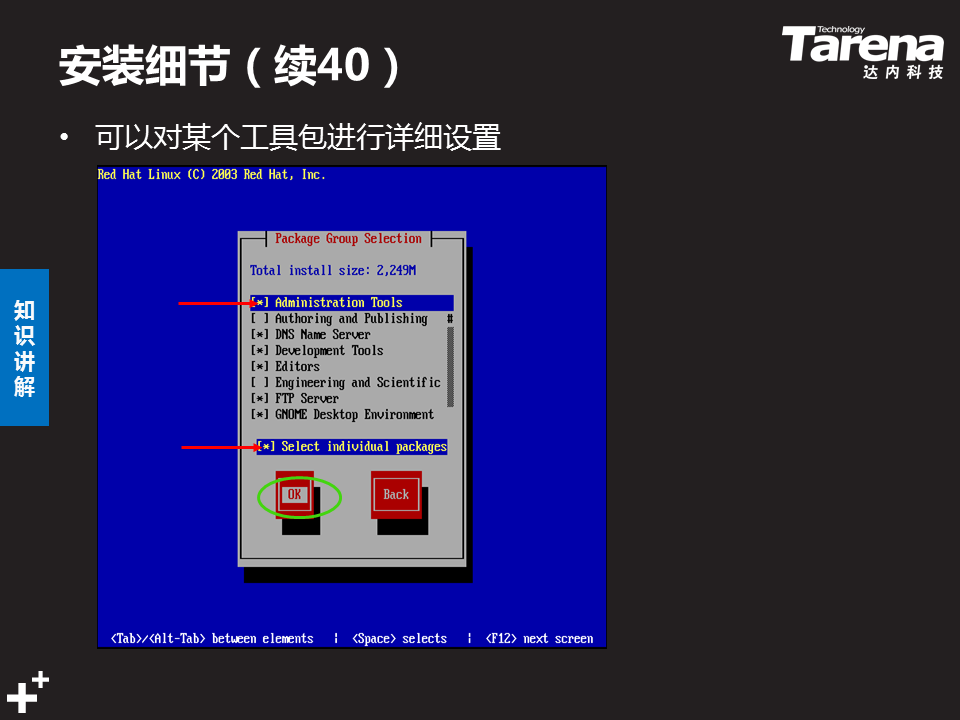 安装细节（续40）
Technology
Tarena
达内科技
• 可以对某个工具包进行详细设置
知识讲解
Red Hat Linux (C) 2003 Red Hat, Inc.
Package Group Selection
Total install size: 2,249M
[*] Administration Tools
[ ] Authoring and Publishing #
[*] DNS Name Server
[*] Development Tools
[*] Editors
[ ] Engineering and Scientific
[*] FTP Server
[*] GNOME Desktop Environment
[*] Select individual packages
OK Back
<Tab>/<Alt-Tab> between elements | <Space> selects | <F12> next screen